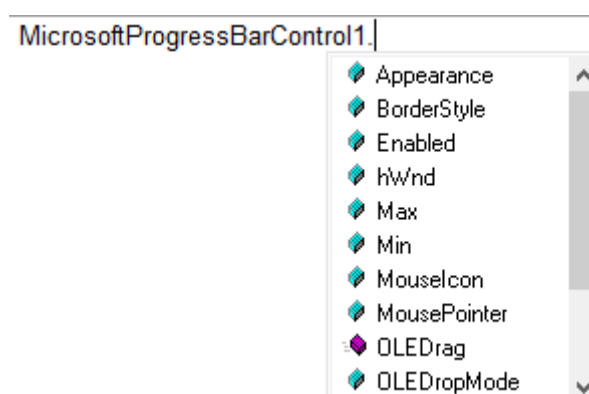 MicrosoftProgressBarControl1.
Appearance
BorderStyle
Enabled
hWnd
Max
Min
MouseIcon
MousePointer
OLEDrag
OLEDropMode